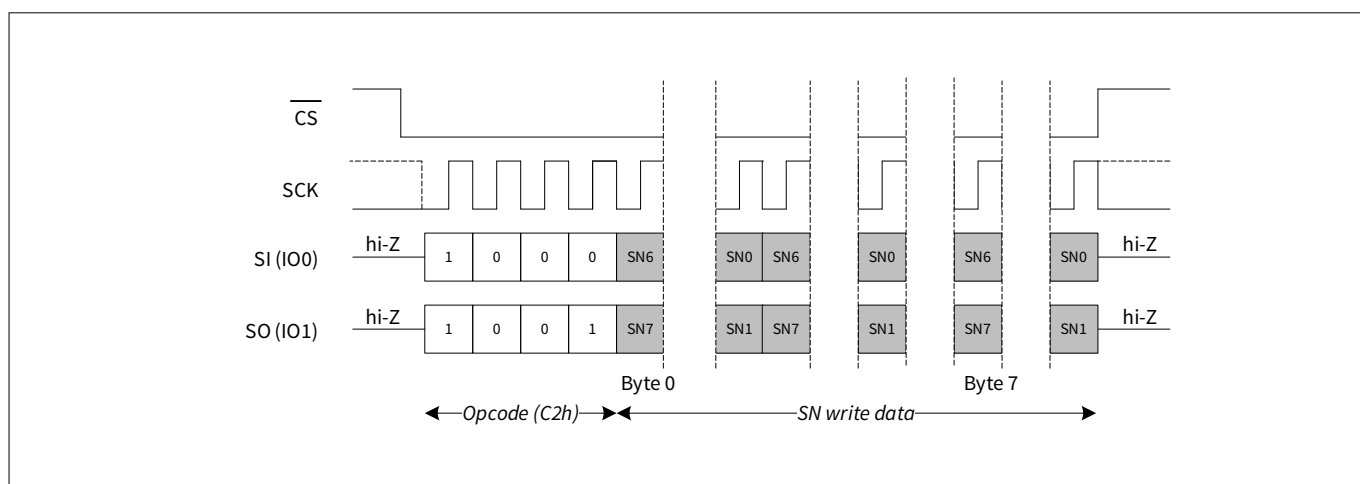 CS
SCK
hi-Z hi-Z
SI (IO0) 1 0 0 0 SN6 SN0 SN6 SN0 SN6 SN0
hi-Z hi-Z
SO (IO1) 1 0 0 1 SN7 SN1 SN7 SN1 SN7 SN1
Byte 0 Byte 7
Opcode (C2h) SN write data